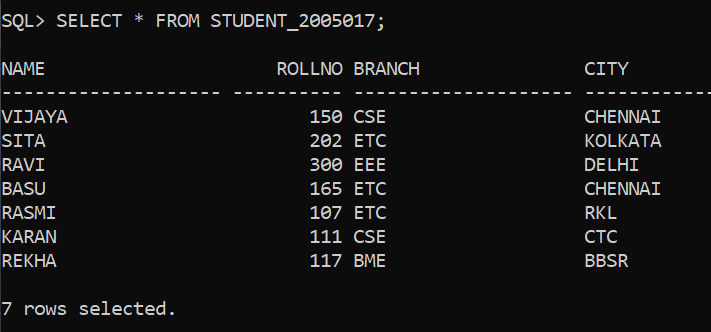 SQL> SELECT * FROM STUDENT_2005017;
NAME                     ROLLNO BRANCH               CITY
-------------------- ---------- -------------------- ------------
VIJAYA                      150 CSE                  CHENNAI
SITA                        202 ETC                  KOLKATA
RAVI                        300 EEE                  DELHI
BASU                        165 ETC                  CHENNAI
RASMI                       107 ETC                  RKL
KARAN                       111 CSE                  CTC
REKHA                       117 BME                  BBSR
7 rows selected.